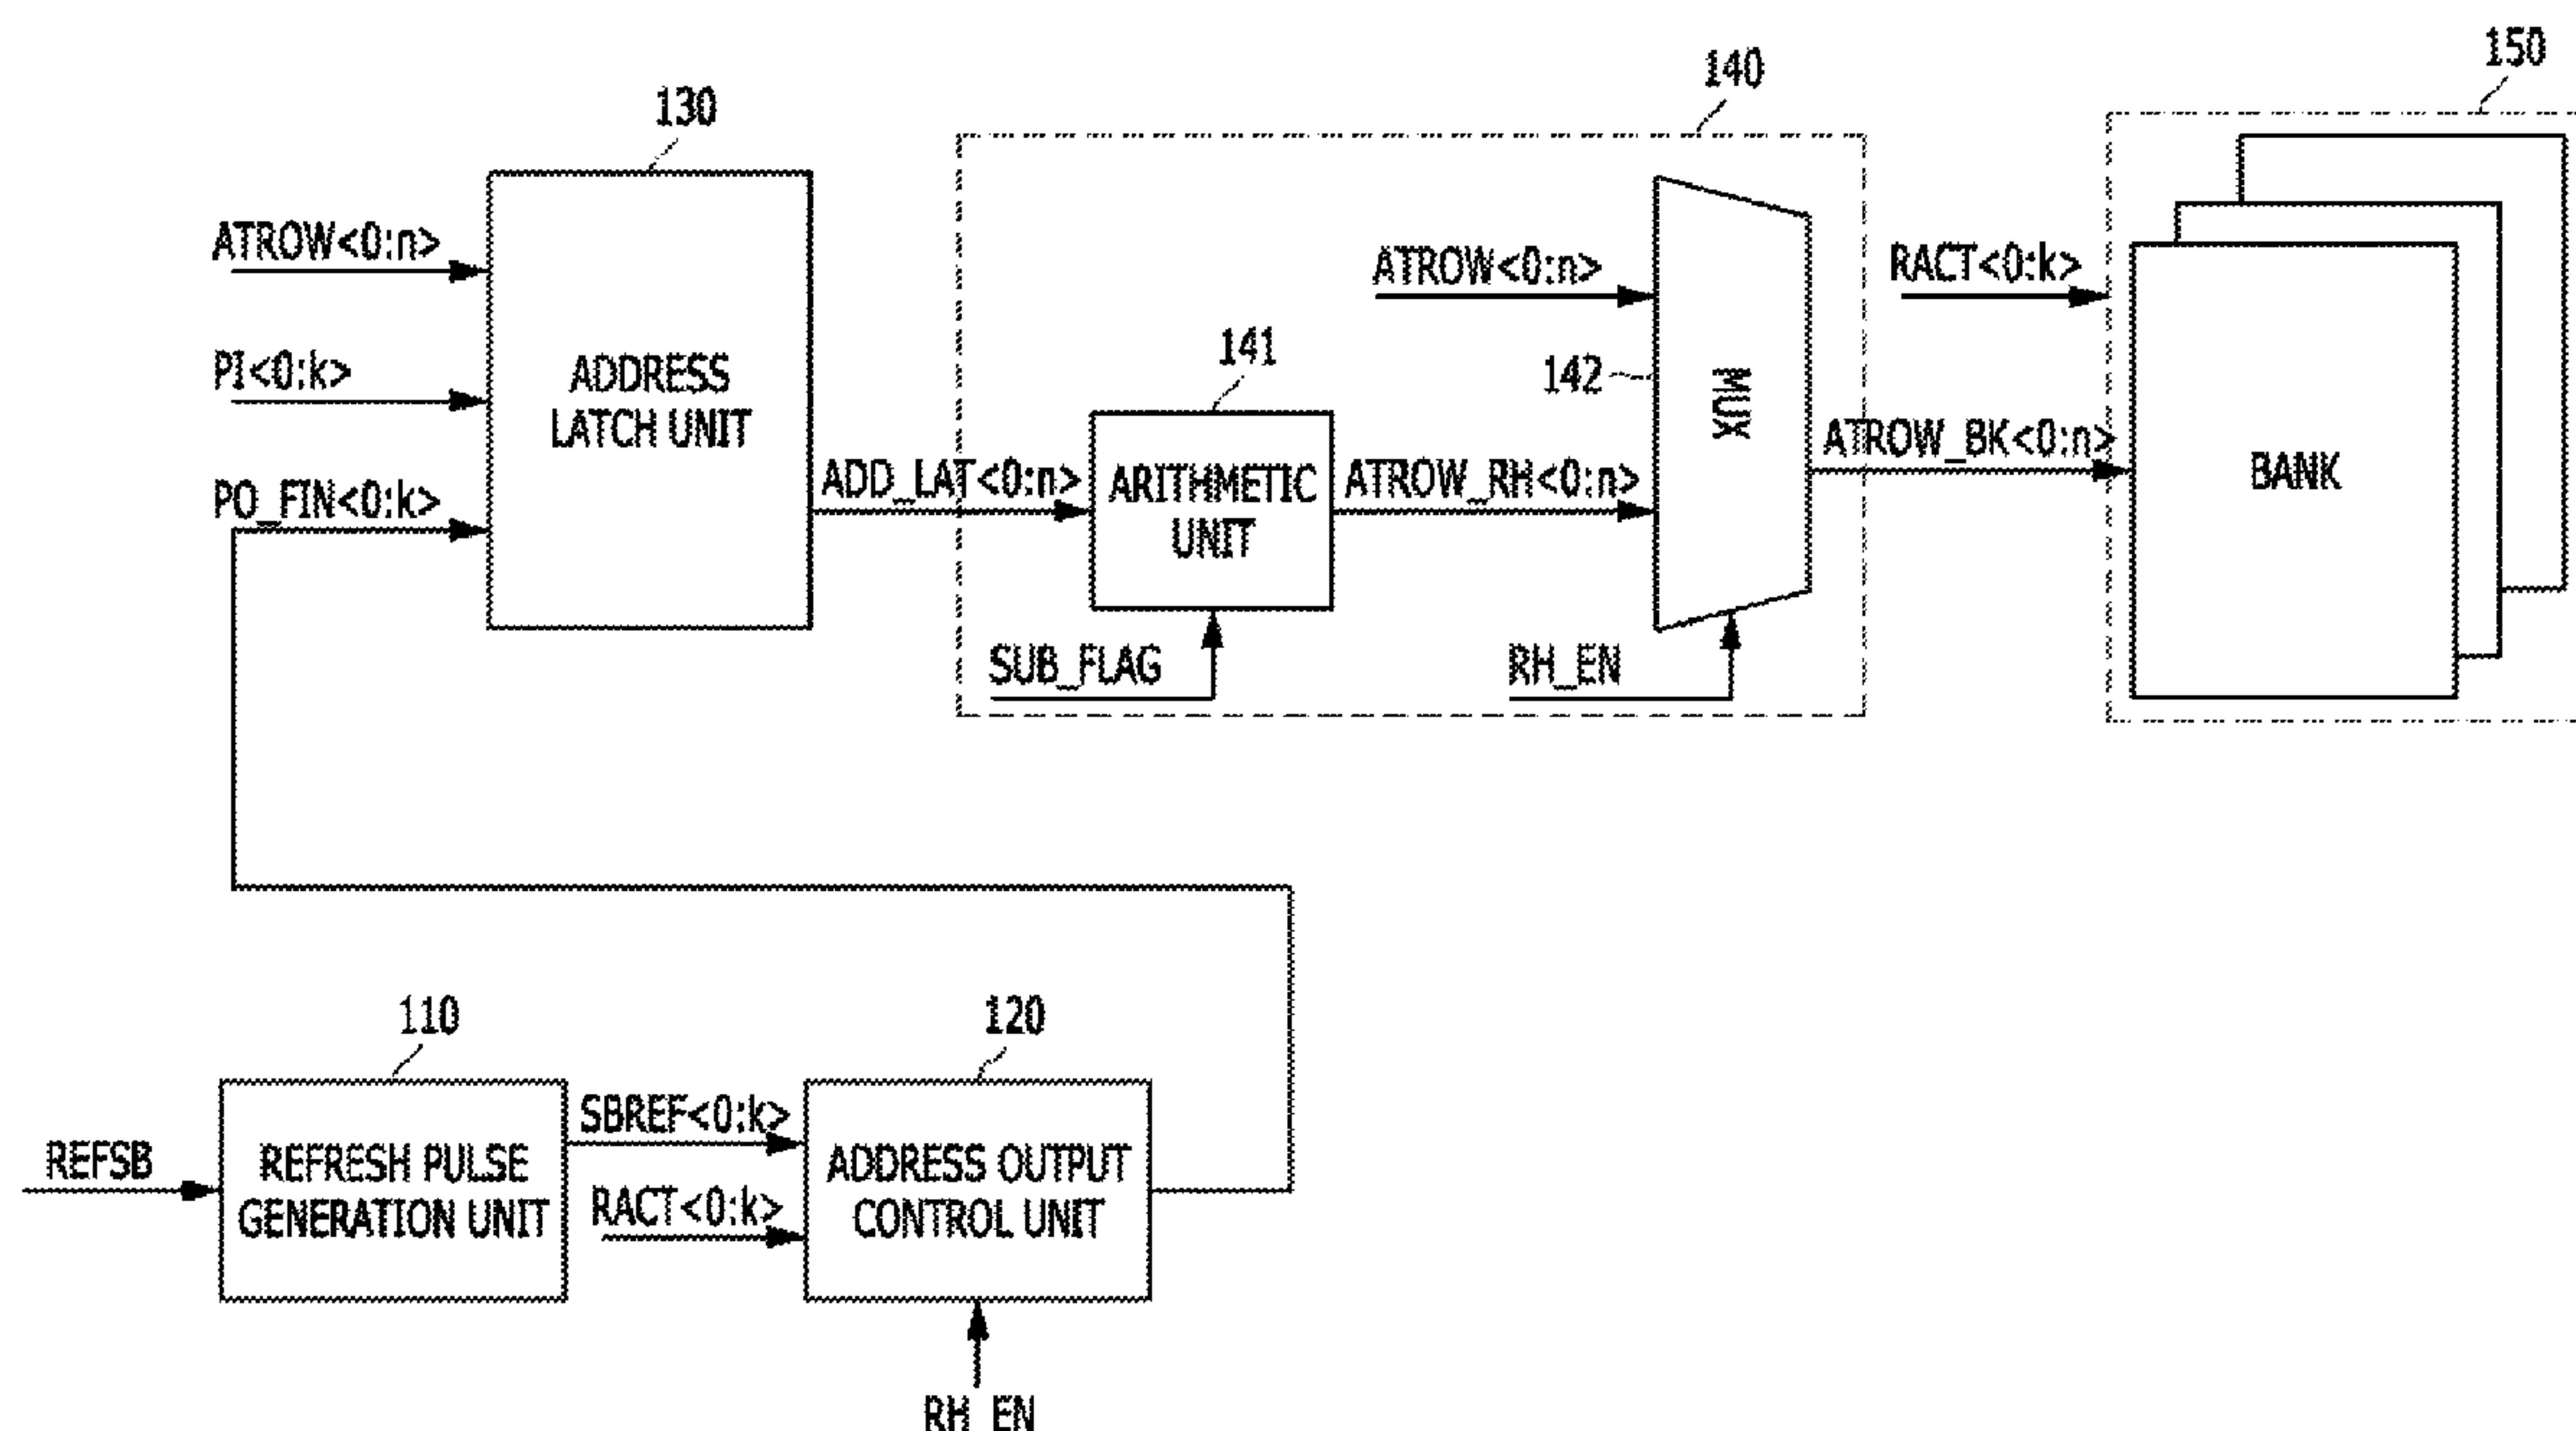 150
140
130
ATROW<0:n>
ATROW<0:n>
RACT<0:k>
141
142
PI<0:k>
ADDRESS
LATCH UNIT
MUX
ATROW_BK<0:n>
BANK
PO_FIN<0:k>
ADD_LAT<0:n>
ARITHMETIC
UNIT
ATROW_RH<0:n>
SUB_FLAG
RH_EN
110
120
REFSB
REFRESH PULSE
GENERATION UNIT
SBREF<0:k>
RACT<0:k>
ADDRESS OUTPUT
CONTROL UNIT
RH_EN